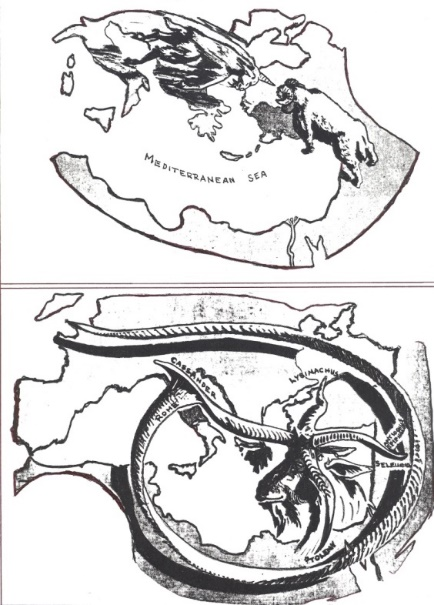 MEDITERRANEAN SEA
CASSANDER
LYSIMACHUS
ROME
SELEUCUS
PTOLEMY